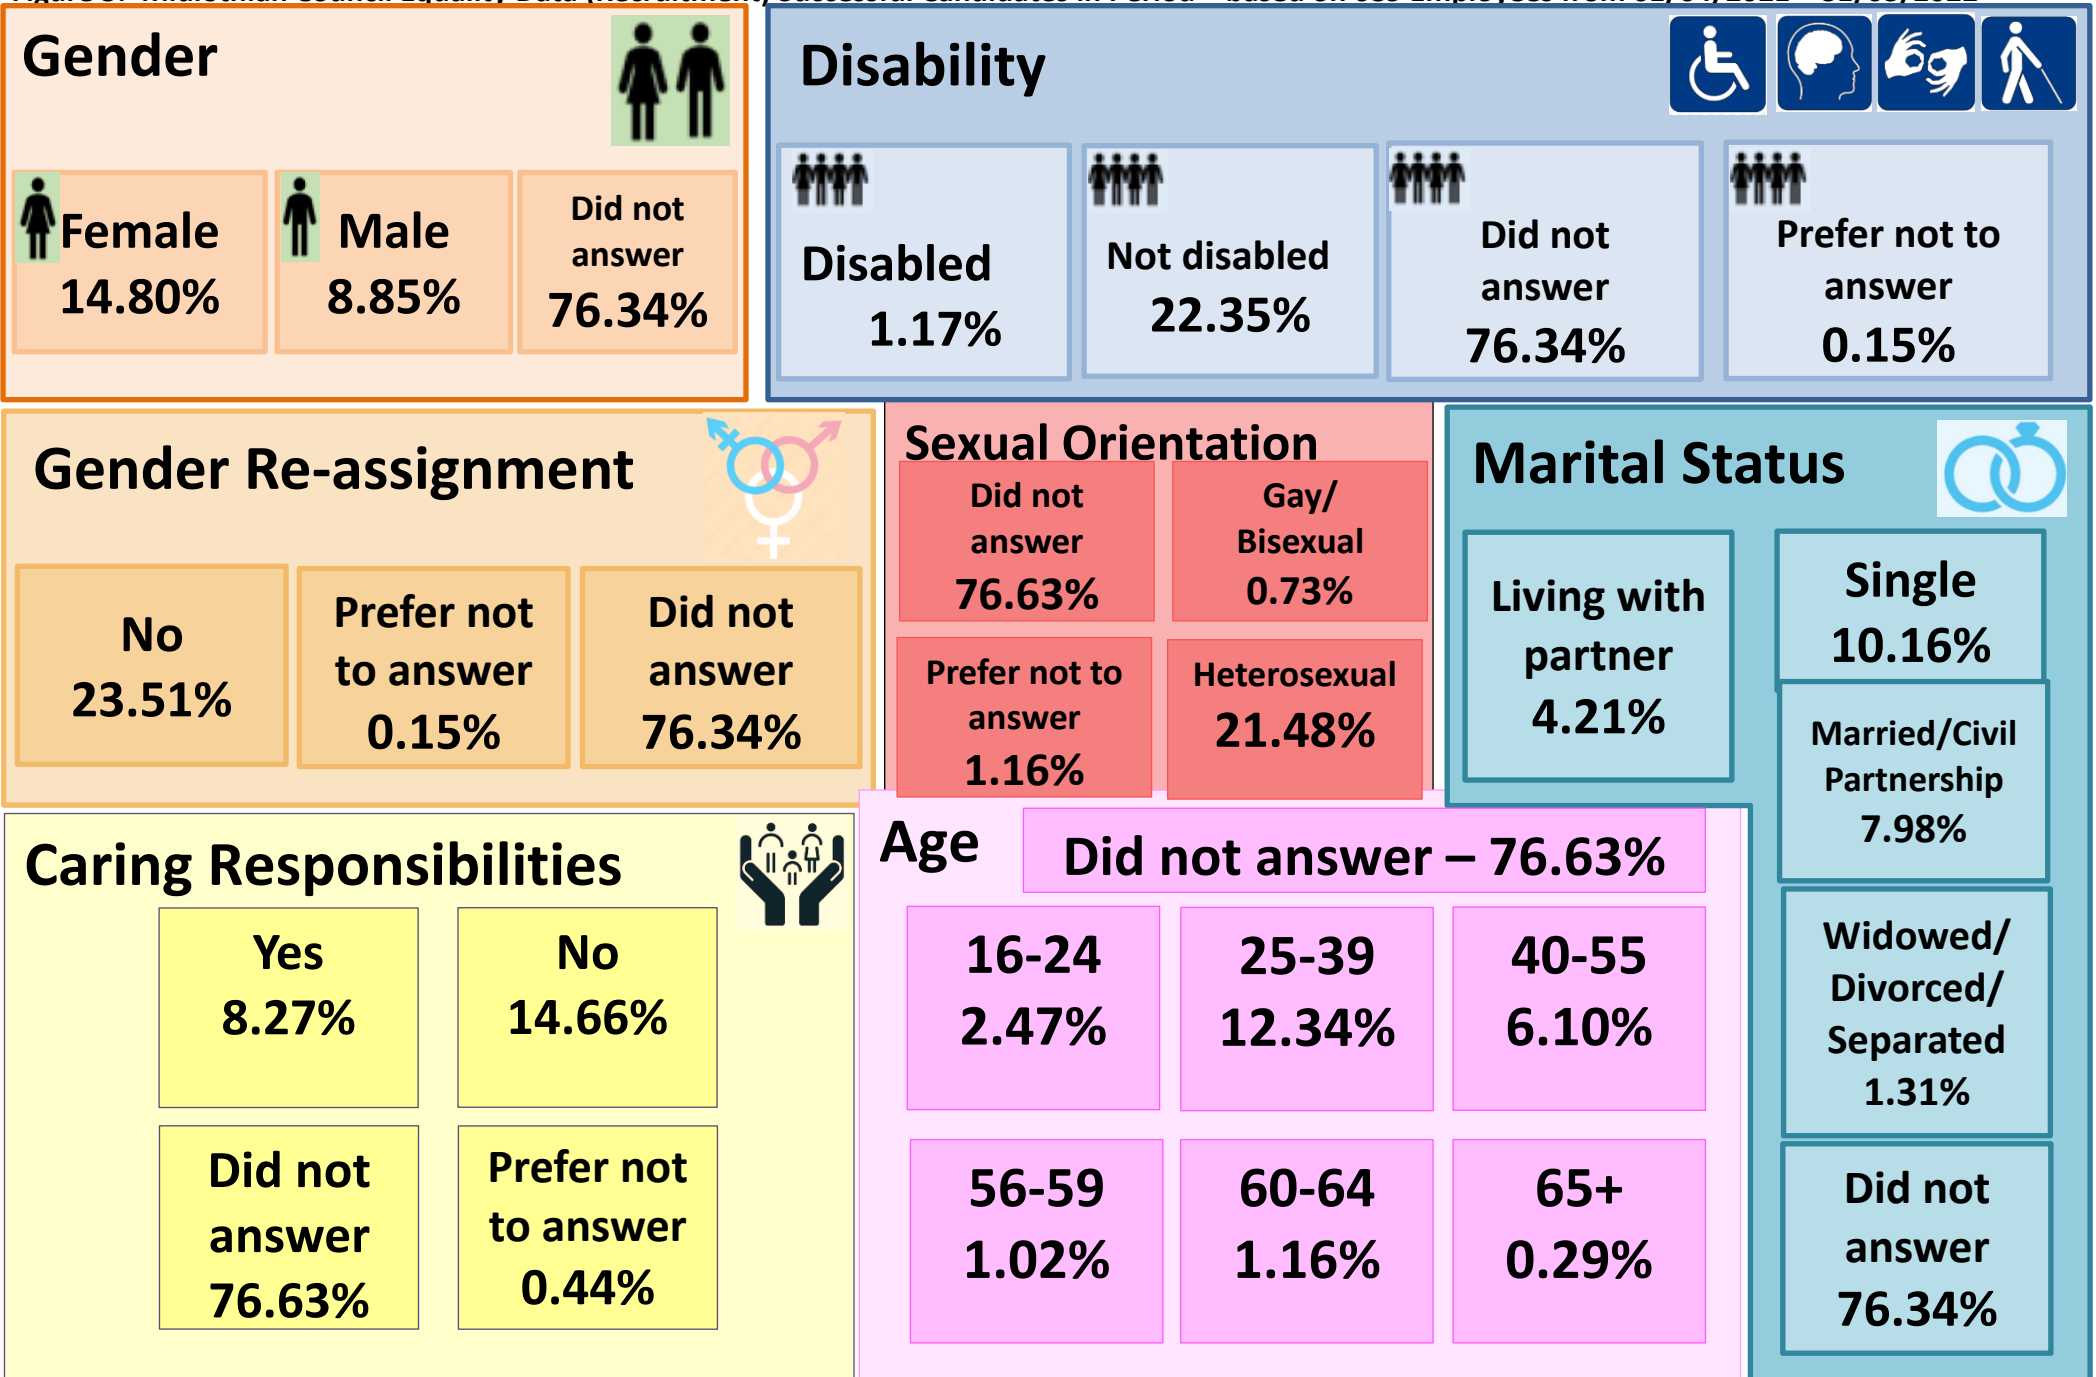 Gender
Female
14.80%
Male
8.85%
Did not
answer
76.34%
Disability
Disabled
1.17%
Not disabled
22.35%
Did not
answer
76.34%
Prefer not to
answer
0.15%
Gender Re-assignment
No
23.51%
Prefer not
to answer
0.15%
Did not
answer
76.34%
Sexual Orientation
Did not
answer
76.63%
Gay/
Bisexual
0.73%
Prefer not to
answer
1.16%
Heterosexual
21.48%
Marital Status
Living with
partner
4.21%
Single
10.16%
Married/Civil
Partnership
7.98%
Widowed/
Divorced/
Separated
1.31%
Did not
answer
76.34%
Caring Responsibilities
Yes
8.27%
No
14.66%
Did not
answer
76.63%
Prefer not
to answer
0.44%
Age
Did not answer – 76.63%
16-24
2.47%
25-39
12.34%
40-55
6.10%
56-59
1.02%
60-64
1.16%
65+
0.29%